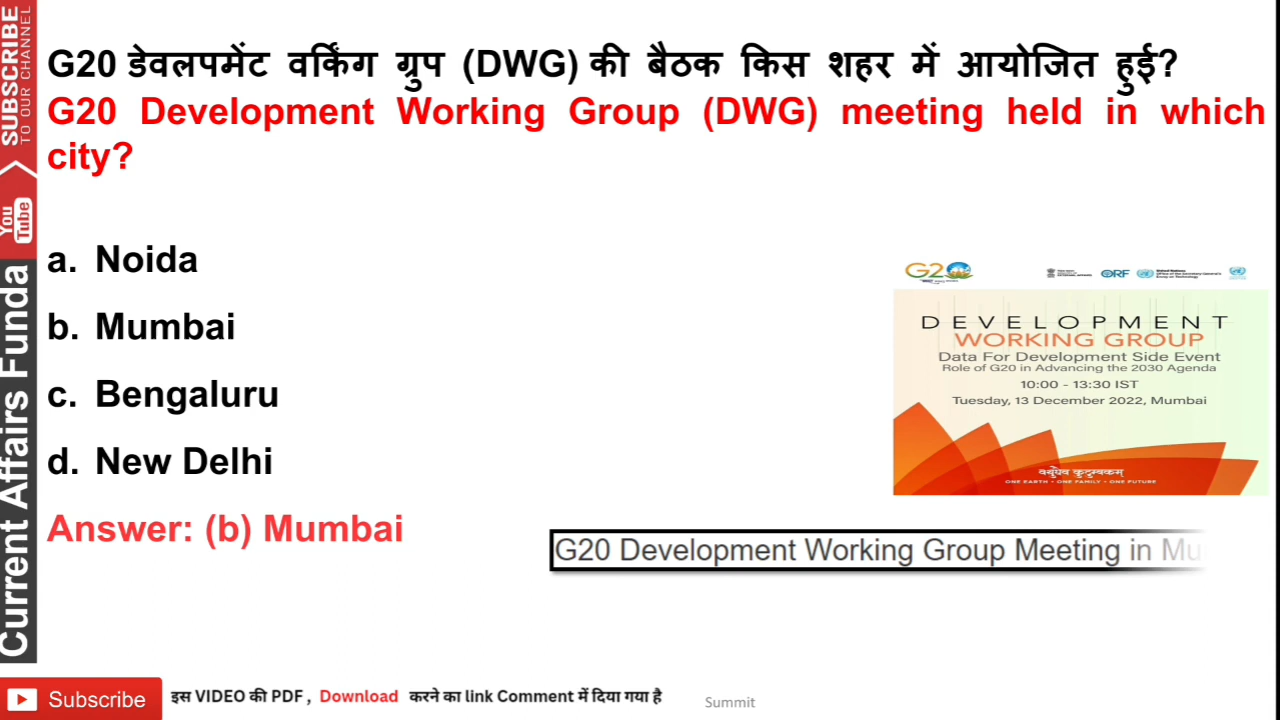 G20 डेवलपमेंट वर्किंग ग्रुप (DWG) की बैठक किस शहर में आयोजित हुई?
G20 Development Working Group (DWG) meeting held in which
city?
a. Noida
b. Mumbai
c. Bengaluru
d. New Delhi
Answer: (b) Mumbai
G20
ORF
DEVELOPMENT
WORKING GROUP
Data For Development Side Event
Role of G20 in Advancing the 2030 Agenda
10:00 - 13:30 IST
Tuesday, 13 December 2022, Mumbai
वसुधैव कुटुम्बकम्
ONE EARTH - ONE FAMILY - ONE FUTURE
G20 Development Working Group Meeting in Mu
SUBSCRIBE
TO OUR CHANNEL
You
Tube
Current Affairs Funda
Subscribe
इस VIDEO की PDF , Download करने का link Comment में दिया गया है
Summit